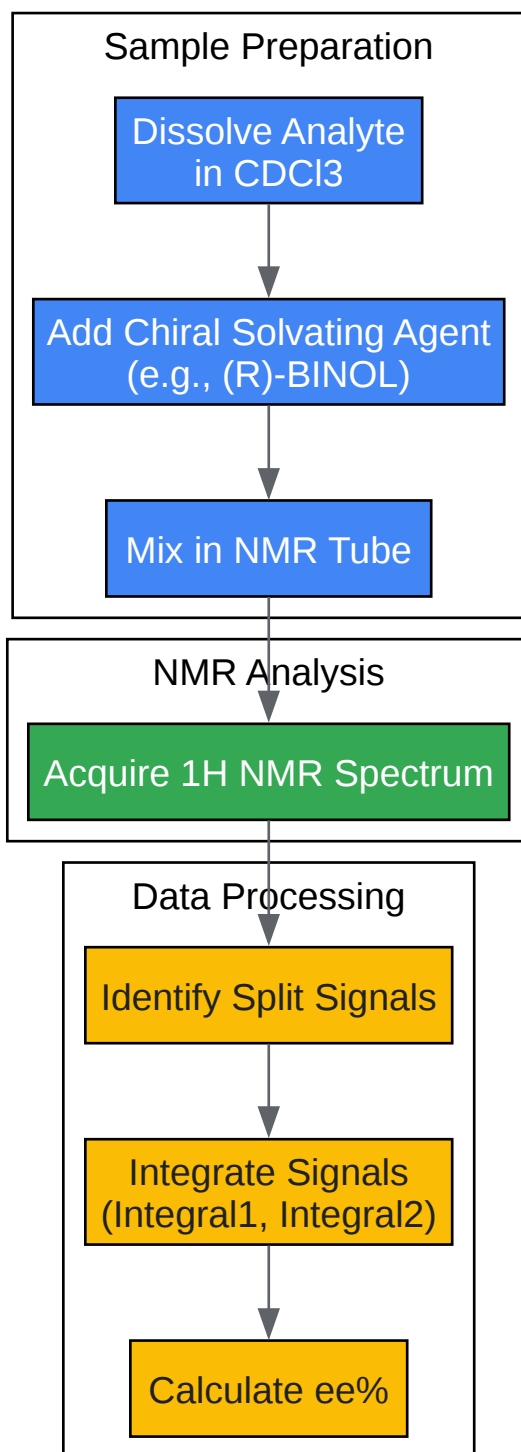 Sample Preparation
Dissolve Analyte
in CDCl3
Add Chiral Solvating Agent
(e.g., (R)-BINOL)
Mix in NMR Tube
NMR Analysis
Acquire 1H NMR Spectrum
Data Processing
Identify Split Signals
Integrate Signals
(Integral1, Integral2)
Calculate ee%